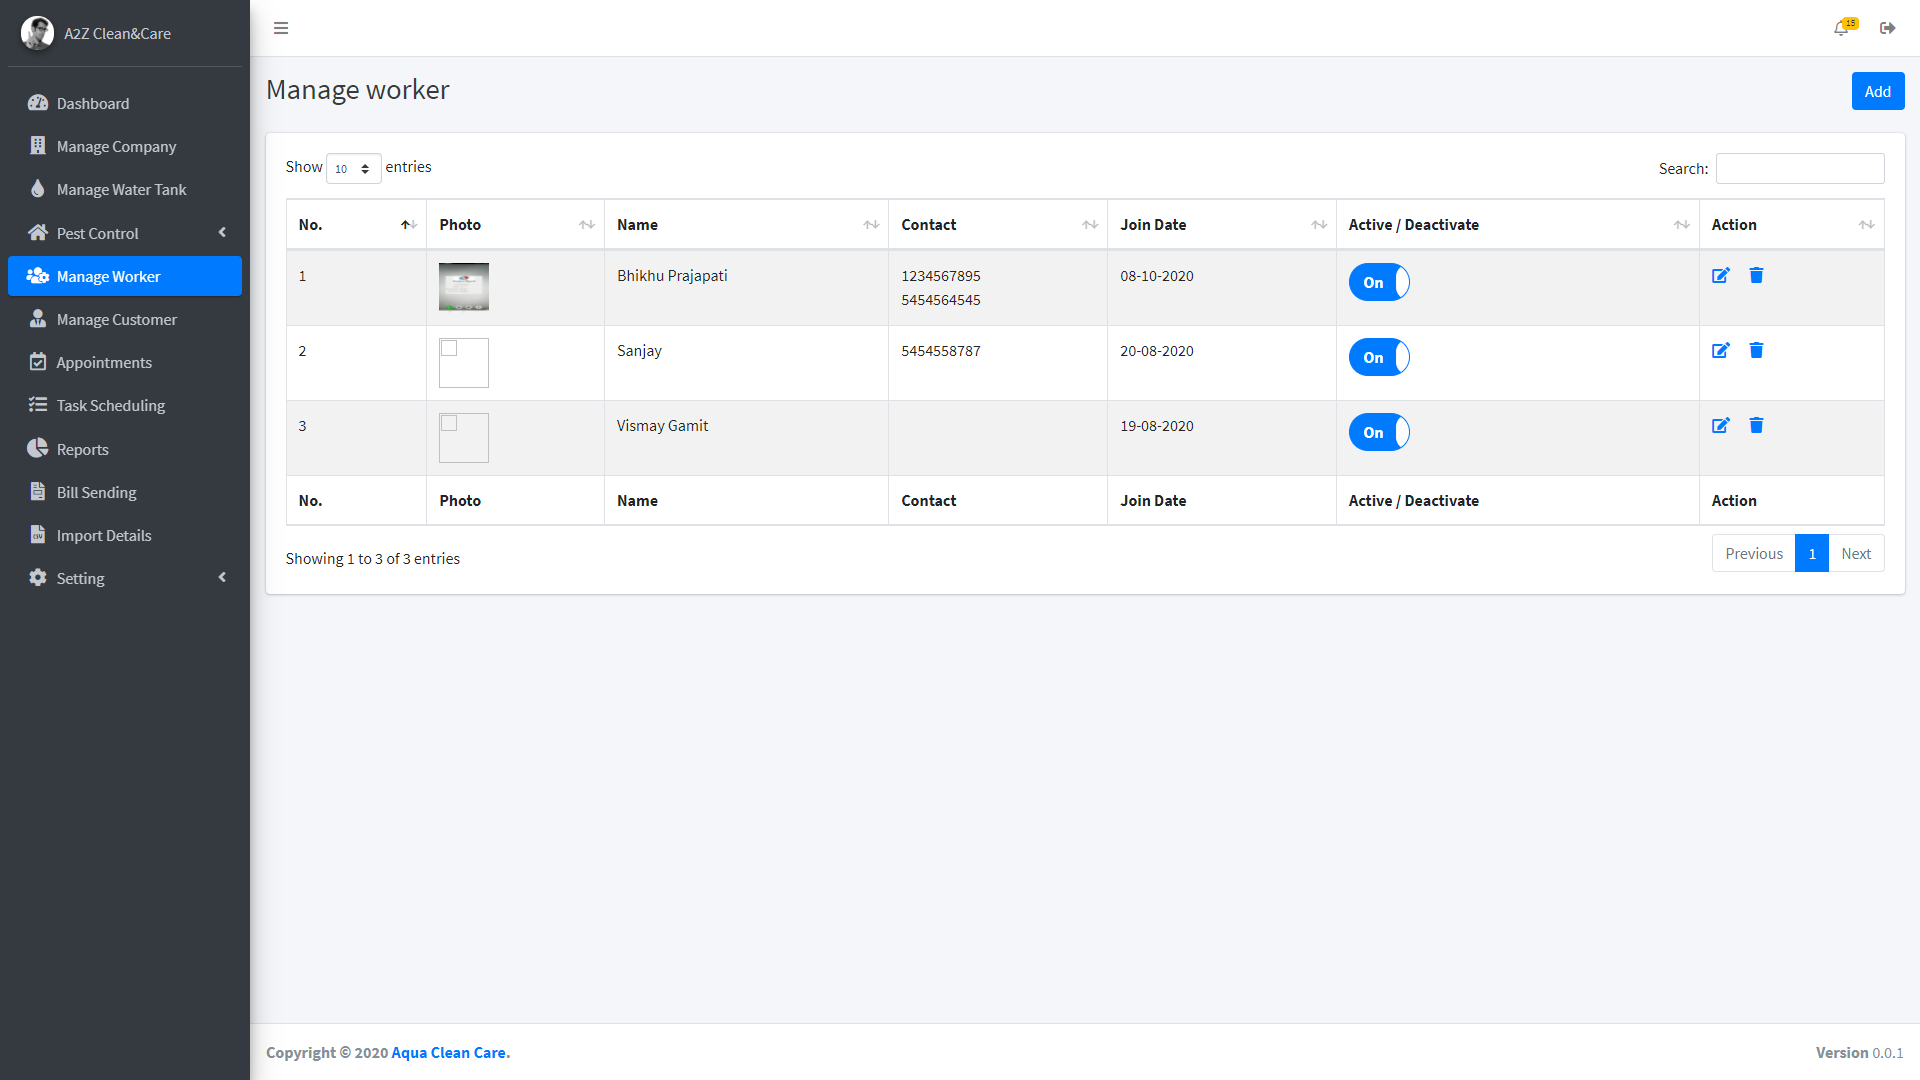 A2Z Clean&Care
15
Dashboard
Manage Company
Manage Water Tank
Pest Control
Manage Worker
Manage Customer
Appointments
Task Scheduling
Reports
Bill Sending
Import Details
Setting
Manage worker
Add
Show 10 entries
Search:
No. Photo Name Contact Join Date Active / Deactivate Action
1 Bhikhu Prajapati 1234567895 08-10-2020 On
5454564545
2 Sanjay 5454558787 20-08-2020 On
3 Vismay Gamit 19-08-2020 On
No. Photo Name Contact Join Date Active / Deactivate Action
Showing 1 to 3 of 3 entries
Previous 1 Next
Copyright © 2020 Aqua Clean Care.
Version 0.0.1